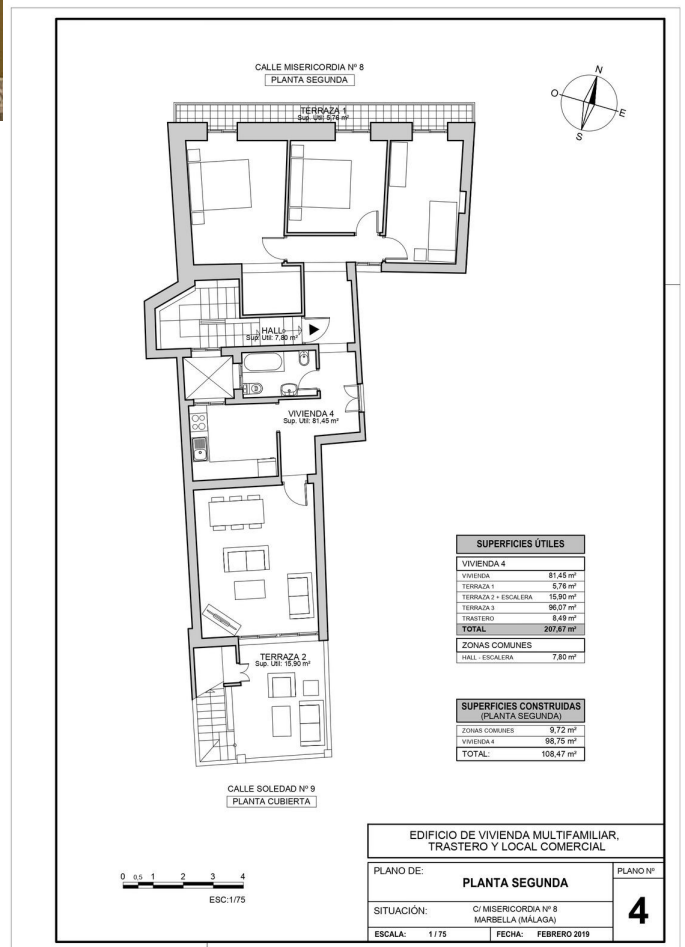 CALLE MISERICORDIA Nº 8
PLANTA SEGUNDA
N
O
E
S
TERRAZA 1
Sup. Util: 5,76 m²
HALL
Sup. Util: 7,80 m²
VIVIENDA 4
Sup. Util: 81,45 m²
TERRAZA 2
Sup. Util: 15,90 m²
CALLE SOLEDAD Nº 9
PLANTA CUBIERTA
SUPERFICIES ÚTILES
VIVIENDA 4
VIVIENDA 81,45 m²
TERRAZA 1 5,76 m²
TERRAZA 2 + ESCALERA 15,90 m²
TERRAZA 3 96,07 m²
TRASTERO 8,49 m²
TOTAL 207,67 m²
ZONAS COMUNES
HALL - ESCALERA 7,80 m²
SUPERFICIES CONSTRUIDAS
(PLANTA SEGUNDA)
ZONAS COMUNES 9,72 m²
VIVIENDA 4 98,75 m²
TOTAL: 108,47 m²
0 0,5 1 2 3 4
ESC:1/75
EDIFICIO DE VIVIENDA MULTIFAMILIAR,
TRASTERO Y LOCAL COMERCIAL
PLANO DE:
PLANTA SEGUNDA
PLANO Nº
4
SITUACIÓN:
C/ MISERICORDIA Nº 8
MARBELLA (MÁLAGA)
ESCALA: 1 / 75
FECHA: FEBRERO 2019